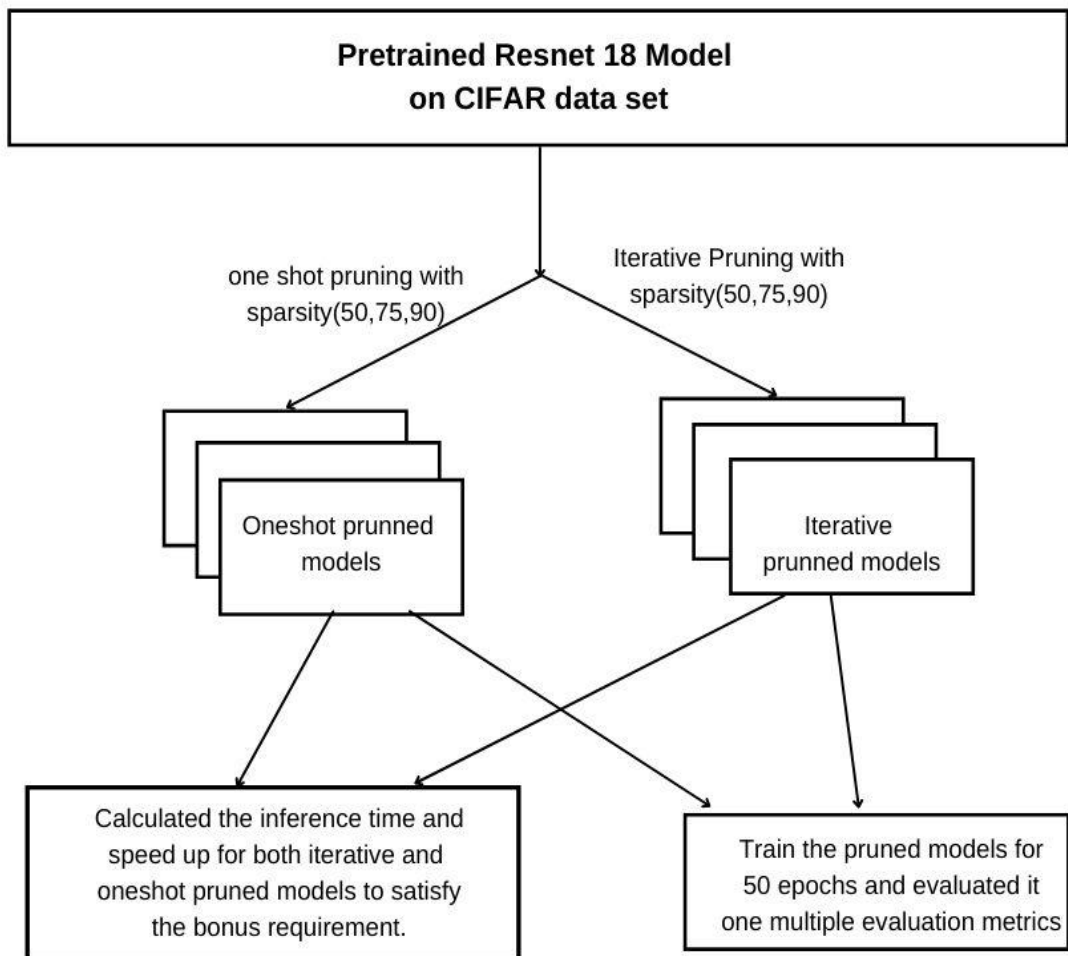 Pretrained Resnet 18 Model
on CIFAR data set
one shot pruning with
sparsity(50,75,90)
Iterative Pruning with
sparsity(50,75,90)
Oneshot prunned
models
Iterative
prunned models
Calculated the inference time and
speed up for both iterative and
oneshot pruned models to satisfy
the bonus requirement.
Train the pruned models for
50 epochs and evaluated it
one multiple evaluation metrics